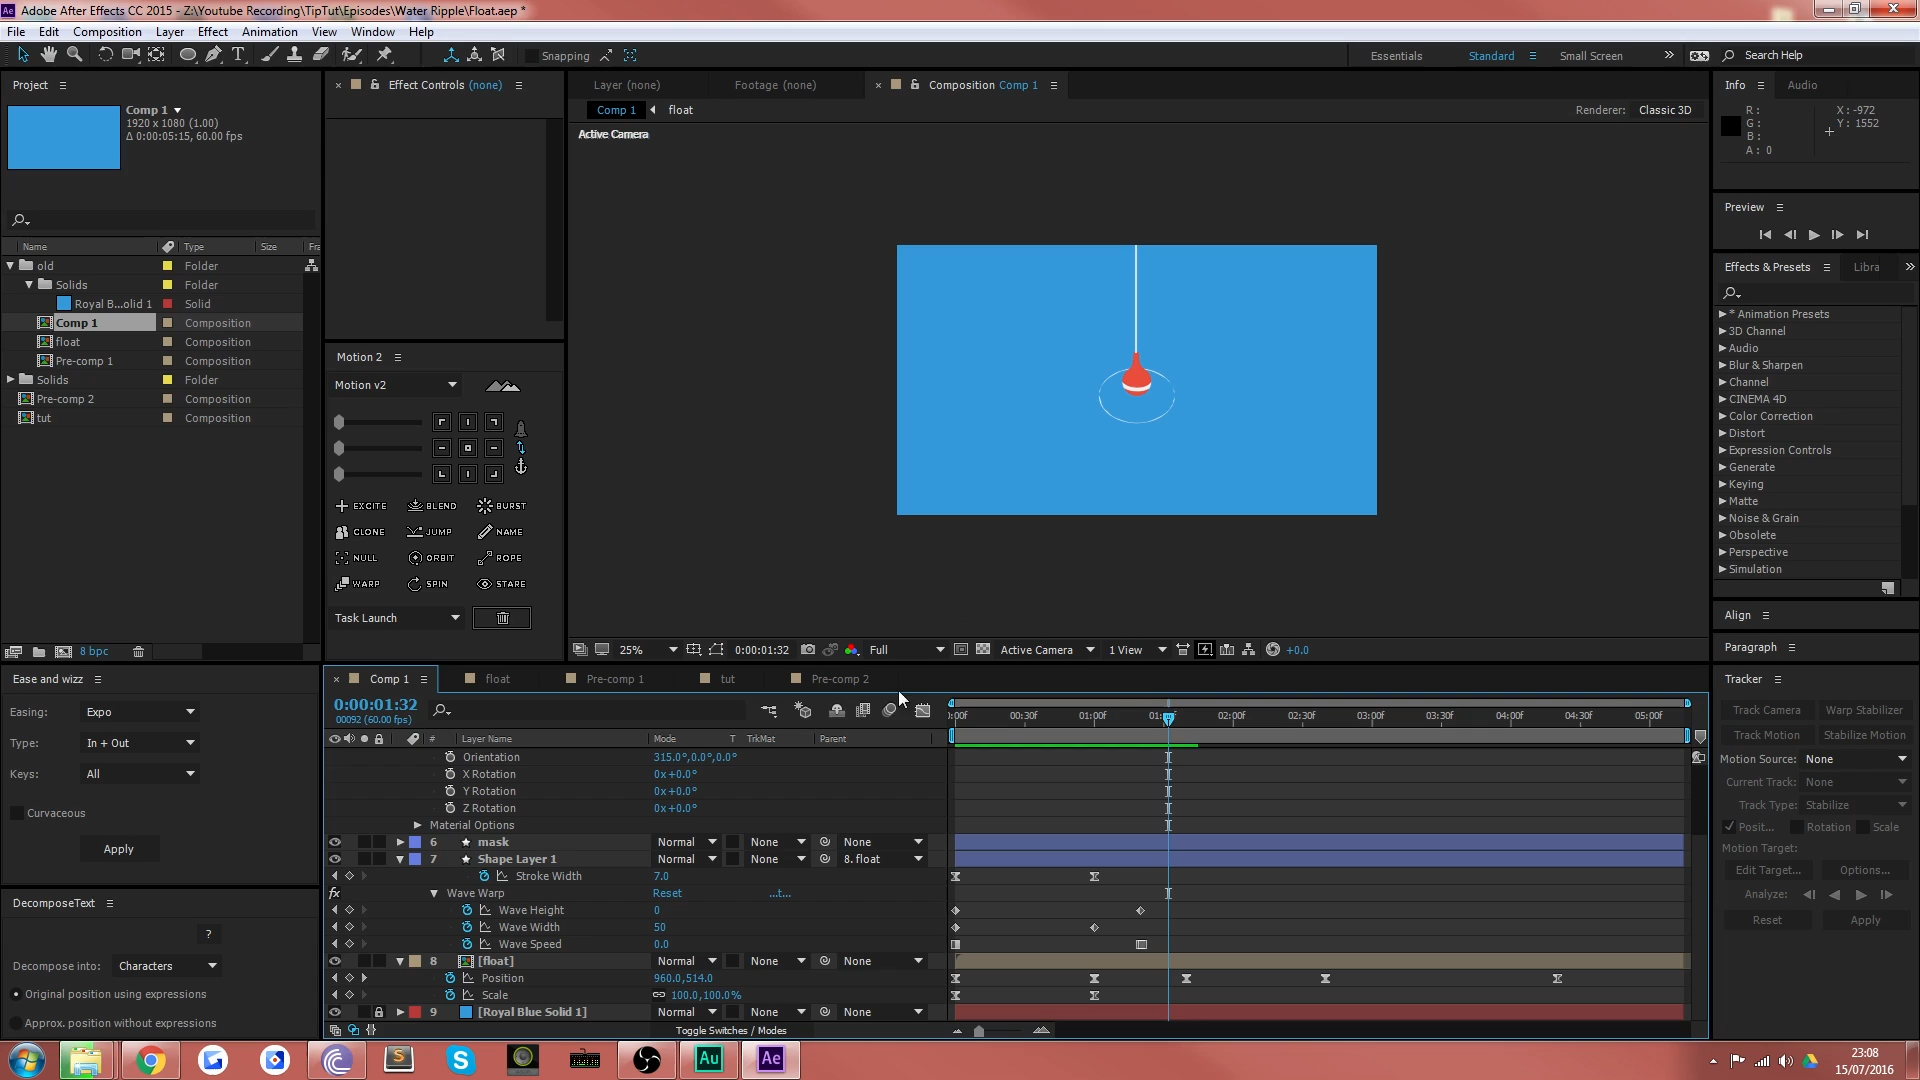 Adobe After Effects CC 2015 - Z:\Youtube Recording\TipTut\Episodes\Water Ripple\Float.aep *
File Edit Composition Layer Effect Animation View Window Help
Snapping
Essentials Standard Small Screen Search Help
Project
Effect Controls (none)
Layer (none) Footage (none) Composition Comp 1
Info Audio
Comp 1
1920 x 1080 (1.00)
Δ 0:00:05:15, 60.00 fps
Comp 1 float
Renderer: Classic 3D
Active Camera
R :
G :
B :
A : 0
X : -972
Y : 1552
Preview
Name Type Size Fra
old Folder
Solids Folder
Royal B...olid 1 Solid
Comp 1 Composition
float Composition
Pre-comp 1 Composition
Solids Folder
Pre-comp 2 Composition
tut Composition
8 bpc
Motion 2
Motion v2
EXCITE BLEND BURST
CLONE JUMP NAME
NULL ORBIT ROPE
WARP SPIN STARE
Task Launch
25% 0:00:01:32 Full Active Camera 1 View +0.0
Effects & Presets Libra
* Animation Presets
3D Channel
Audio
Blur & Sharpen
Channel
CINEMA 4D
Color Correction
Distort
Expression Controls
Generate
Keying
Matte
Noise & Grain
Obsolete
Perspective
Simulation
Align
Paragraph
Tracker
Track Camera Warp Stabilizer
Track Motion Stabilize Motion
Motion Source: None
Current Track: None
Track Type: Stabilize
Posit... Rotation Scale
Motion Target:
Edit Target... Options...
Analyze:
Reset Apply
Ease and wizz
Easing: Expo
Type: In + Out
Keys: All
Curvaceous
Apply
DecomposeText
?
Decompose into: Characters
Original position using expressions
Approx. position without expressions
Comp 1 float Pre-comp 1 tut Pre-comp 2
0:00:01:32
00092 (60.00 fps)
:00f 00:30f 01:00f 01: 02:00f 02:30f 03:00f 03:30f 04:00f 04:30f 05:00f
# Layer Name Mode T TrkMat Parent
Orientation 315.0°,0.0°,0.0°
X Rotation 0x+0.0°
Y Rotation 0x+0.0°
Z Rotation 0x+0.0°
Material Options
6 mask Normal None None
7 Shape Layer 1 Normal None 8. float
Stroke Width 7.0
fx Wave Warp Reset ...t...
Wave Height 0
Wave Width 50
Wave Speed 0.0
8 [float] Normal None None
Position 960.0,514.0
Scale 100.0,100.0%
9 [Royal Blue Solid 1] Normal None None
Toggle Switches / Modes
Au Ae
23:08
15/07/2016